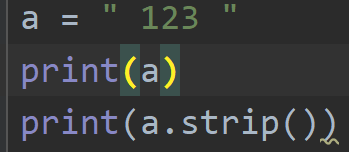 a = " 123 "
print(a)
print(a.strip())